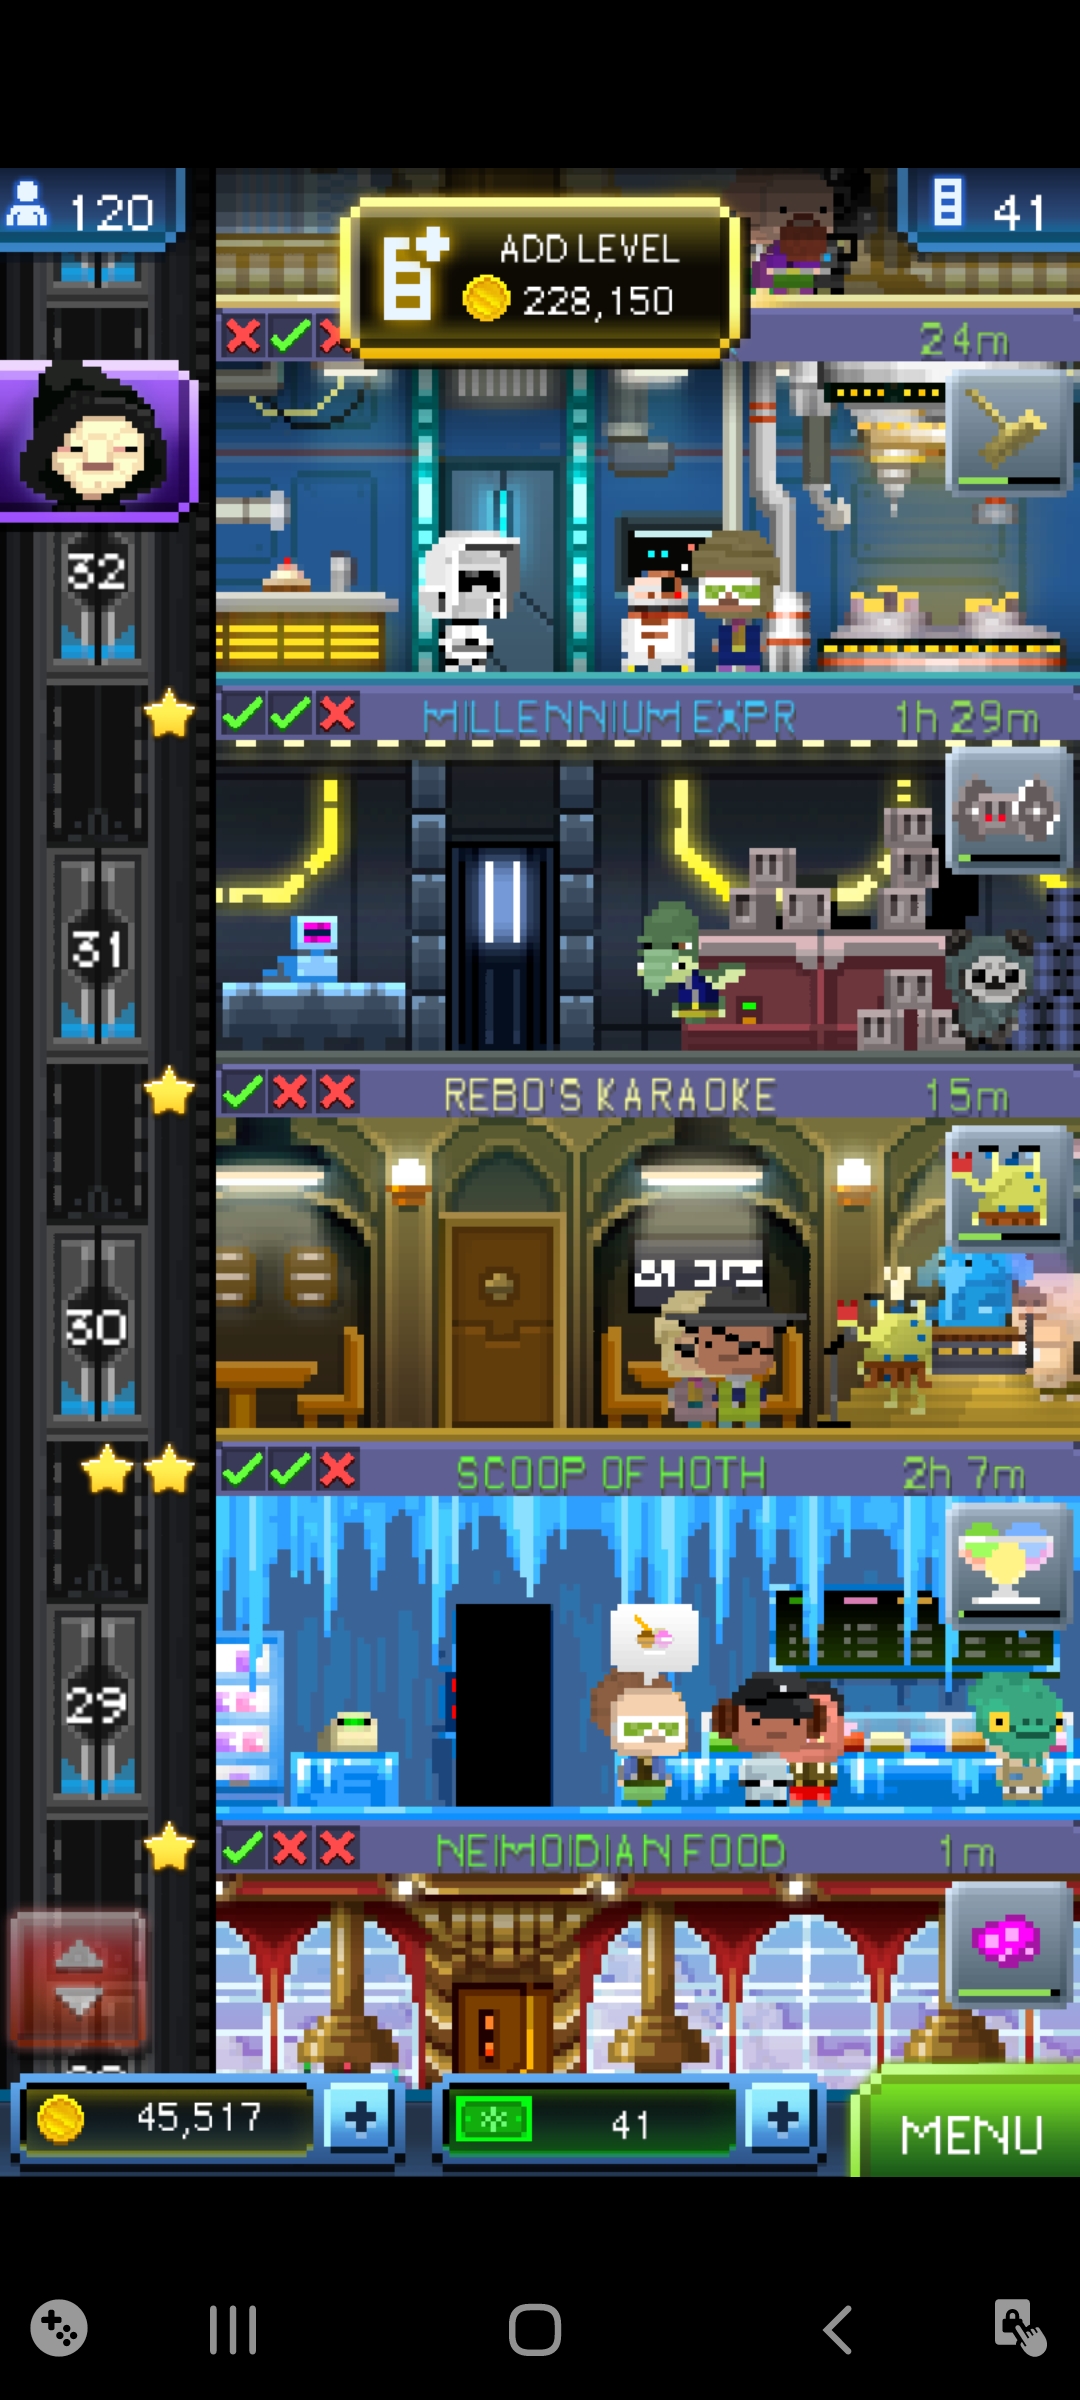 120
41
ADD LEVEL
228,150
24m
32
MILLENNIUM EXPR
1h 29m
31
REBO'S KARAOKE
15m
30
SCOOP OF HOTH
2h 7m
29
NEIMOIDIAN FOOD
1m
45,517
41
MENU